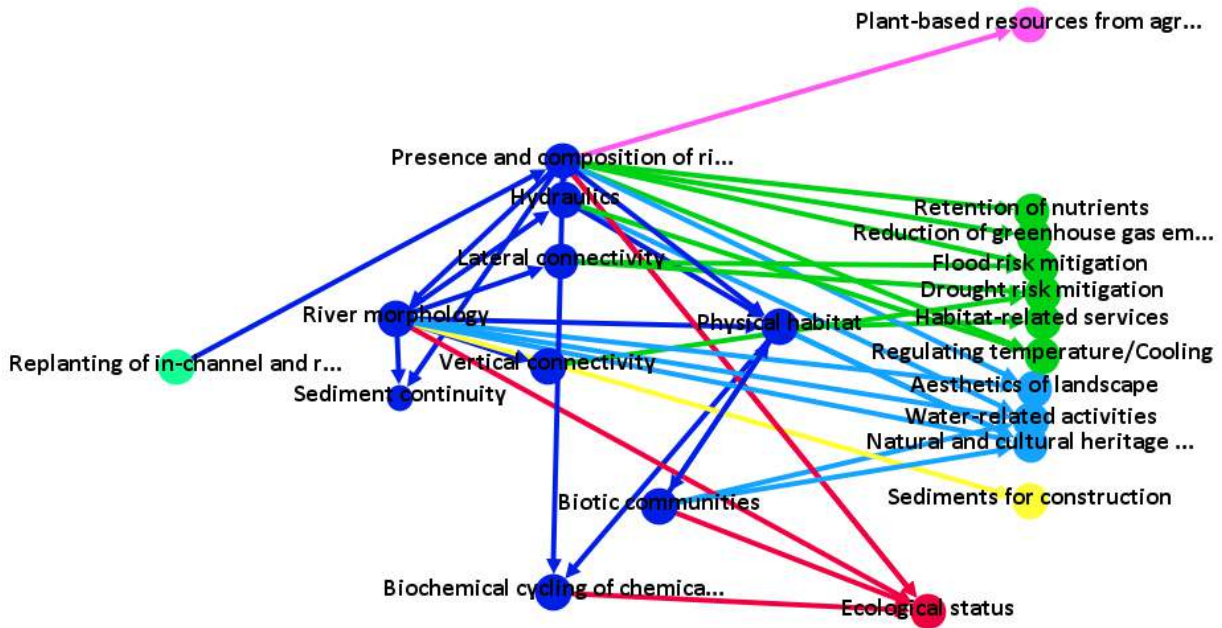 Plant-based resources from agr...
Presence and composition of ri...
Hydraulics
Retention of nutrients
Reduction of greenhouse gas em...
Lateral connectivity
Flood risk mitigation
Drought risk mitigation
River morphology
Physical habitat
Habitat-related services
Replanting of in-channel and r...
Vertical connectivity
Regulating temperature/Cooling
Sediment continuity
Aesthetics of landscape
Water-related activities
Natural and cultural heritage ...
Biotic communities
Sediments for construction
Biochemical cycling of chemica...
Ecological status